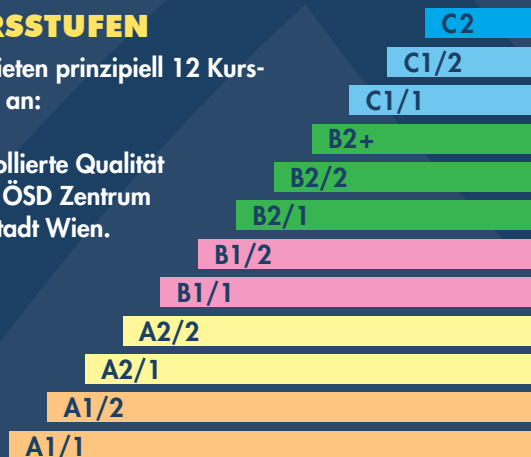 RSSTUFEN
ieten prinzipiell 12 Kurs-
an:
ollierte Qualität
ÖSD Zentrum
tadt Wien.
C2
C1/2
C1/1
B2+
B2/2
B2/1
B1/2
B1/1
A2/2
A2/1
A1/2
A1/1